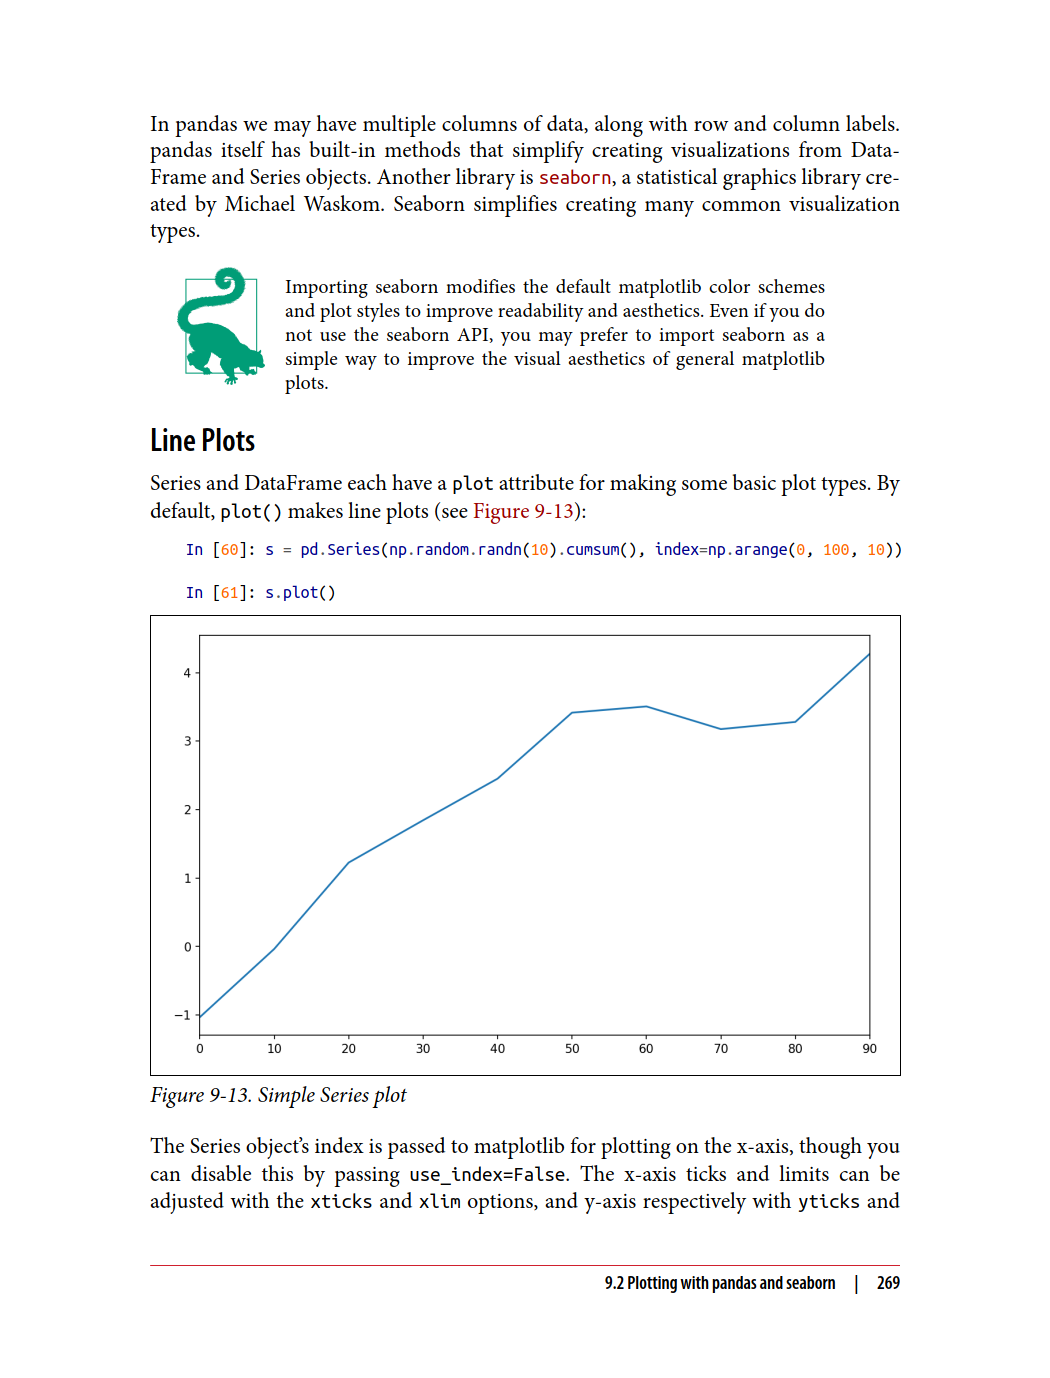 In pandas we may have multiple columns of data, along with row and column labels.
pandas itself has built-in methods that simplify creating visualizations from Data-
Frame and Series objects. Another library is seaborn, a statistical graphics library cre-
ated by Michael Waskom. Seaborn simplifies creating many common visualization
types.
Importing seaborn modifies the default matplotlib color schemes
and plot styles to improve readability and aesthetics. Even if you do
not use the seaborn API, you may prefer to import seaborn as a
simple way to improve the visual aesthetics of general matplotlib
plots.
Line Plots
Series and DataFrame each have a plot attribute for making some basic plot types. By
default, plot() makes line plots (see Figure 9-13):
In [60]: s = pd.Series(np.random.randn(10).cumsum(), index=np.arange(0, 100, 10))
In [61]: s.plot()
4
3
2
1
0
−1
0 10 20 30 40 50 60 70 80 90
Figure 9-13. Simple Series plot
The Series object’s index is passed to matplotlib for plotting on the x-axis, though you
can disable this by passing use_index=False. The x-axis ticks and limits can be
adjusted with the xticks and xlim options, and y-axis respectively with yticks and
9.2 Plotting with pandas and seaborn | 269